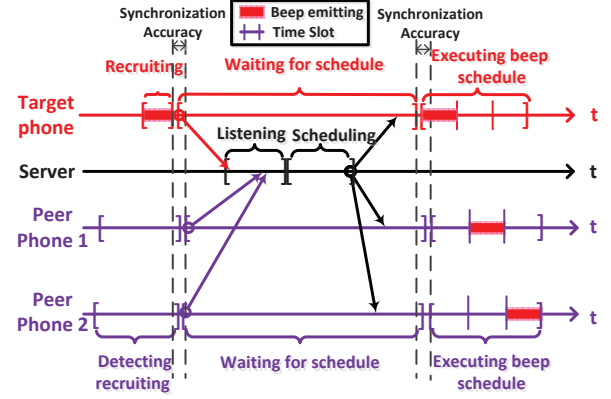 Synchronization
Accuracy
Beep emitting
Time Slot
Synchronization
Accuracy
Recruiting
Waiting for schedule
Executing beep
schedule
Target
phone
t
Listening
Scheduling
Server
t
Peer
Phone 1
t
Peer
Phone 2
t
Detecting
recruiting
Waiting for schedule
Executing beep
schedule